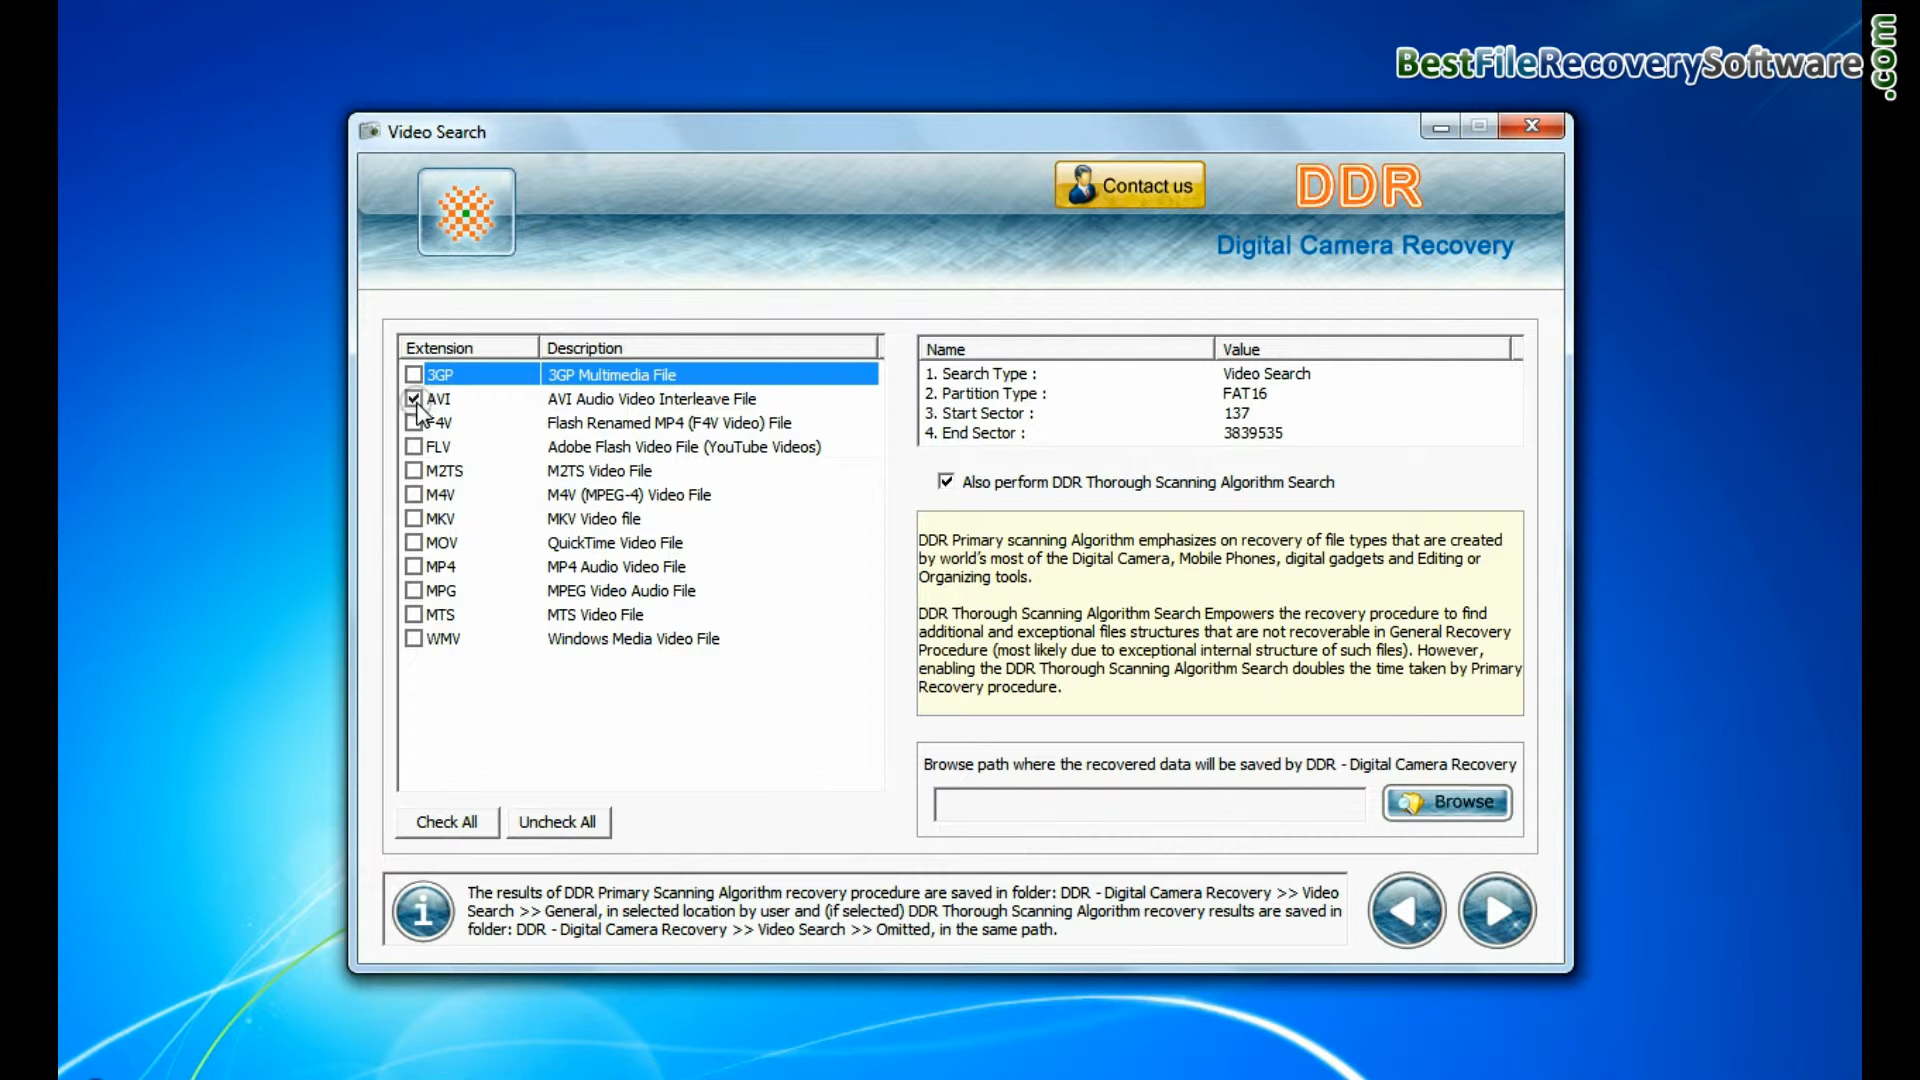 BestFileRecoverySoftware.com
Video Search
Contact us
DDR
Digital Camera Recovery
Extension Description
3GP 3GP Multimedia File
AVI AVI Audio Video Interleave File
F4V Flash Renamed MP4 (F4V Video) File
FLV Adobe Flash Video File (YouTube Videos)
M2TS M2TS Video File
M4V M4V (MPEG-4) Video File
MKV MKV Video file
MOV QuickTime Video File
MP4 MP4 Audio Video File
MPG MPEG Video Audio File
MTS MTS Video File
WMV Windows Media Video File
Check All Uncheck All
Name Value
1. Search Type : Video Search
2. Partition Type : FAT16
3. Start Sector : 137
4. End Sector : 3839535
Also perform DDR Thorough Scanning Algorithm Search
DDR Primary scanning Algorithm emphasizes on recovery of file types that are created
by world's most of the Digital Camera, Mobile Phones, digital gadgets and Editing or
Organizing tools.
DDR Thorough Scanning Algorithm Search Empowers the recovery procedure to find
additional and exceptional files structures that are not recoverable in General Recovery
Procedure (most likely due to exceptional internal structure of such files). However,
enabling the DDR Thorough Scanning Algorithm Search doubles the time taken by Primary
Recovery procedure.
Browse path where the recovered data will be saved by DDR - Digital Camera Recovery
Browse
The results of DDR Primary Scanning Algorithm recovery procedure are saved in folder: DDR - Digital Camera Recovery >> Video
Search >> General, in selected location by user and (if selected) DDR Thorough Scanning Algorithm recovery results are saved in
folder: DDR - Digital Camera Recovery >> Video Search >> Omitted, in the same path.